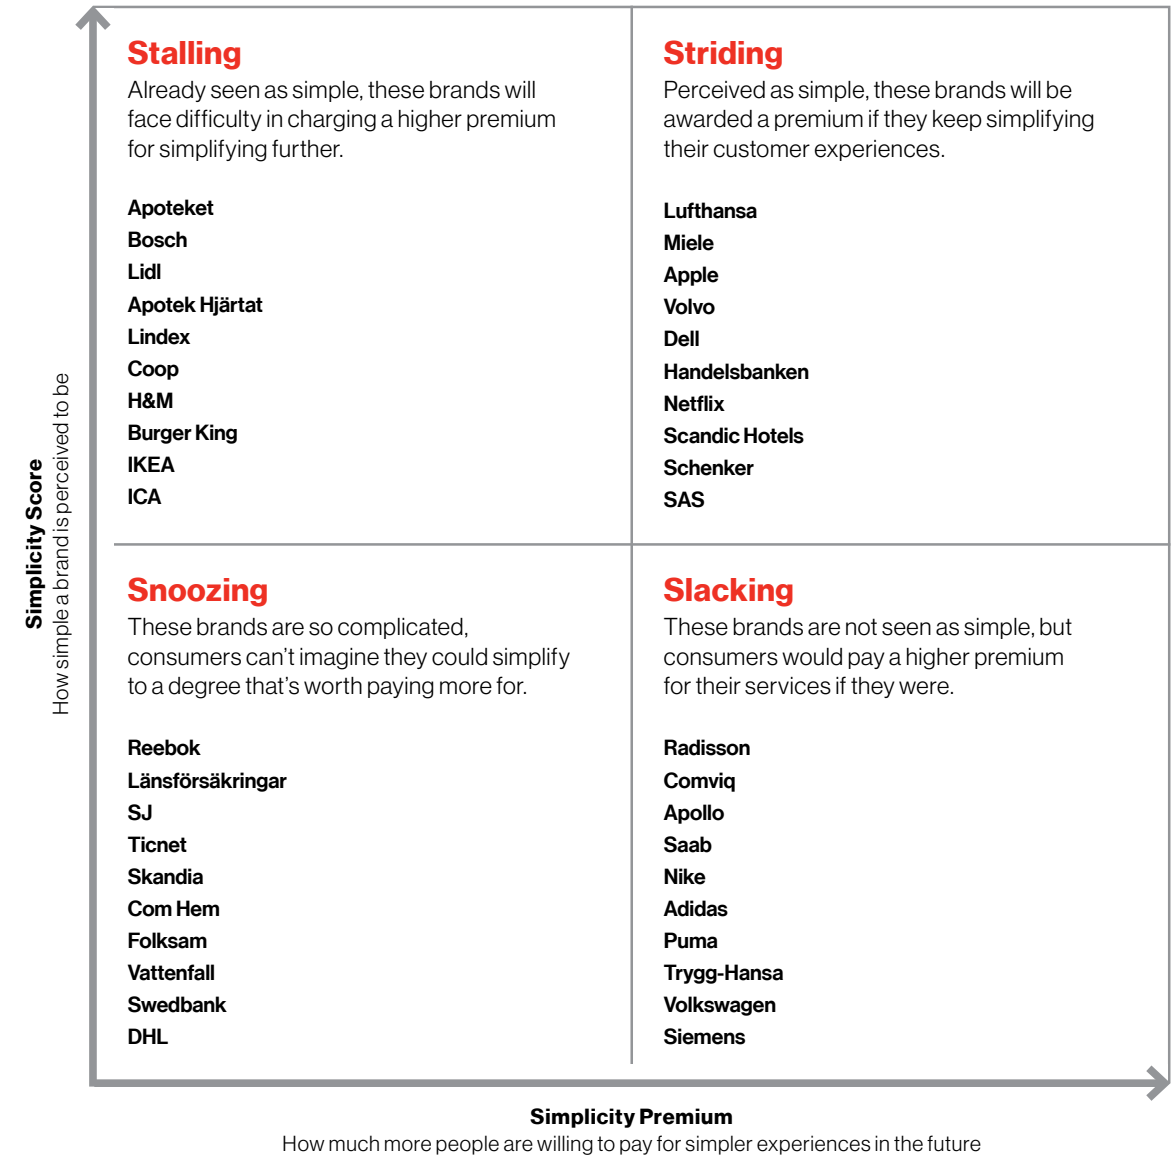 Stalling
Already seen as simple, these brands will
face difficulty in charging a higher premium
for simplifying further.
Apoteket
Bosch
Lidl
Apotek Hjärtat
Lindex
Coop
H&M
Burger King
IKEA
ICA
Striding
Perceived as simple, these brands will be
awarded a premium if they keep simplifying
their customer experiences.
Lufthansa
Miele
Apple
Volvo
Dell
Handelsbanken
Netflix
Scandic Hotels
Schenker
SAS
Simplicity Score
How simple a brand is perceived to be
Snoozing
These brands are so complicated,
consumers can't imagine they could simplify
to a degree that's worth paying more for.
Reebok
Länsförsäkringar
SJ
Ticnet
Skandia
Com Hem
Folksam
Vattenfall
Swedbank
DHL
Slacking
These brands are not seen as simple, but
consumers would pay a higher premium
for their services if they were.
Radisson
Comviq
Apollo
Saab
Nike
Adidas
Puma
Trygg-Hansa
Volkswagen
Siemens
Simplicity Premium
How much more people are willing to pay for simpler experiences in the future